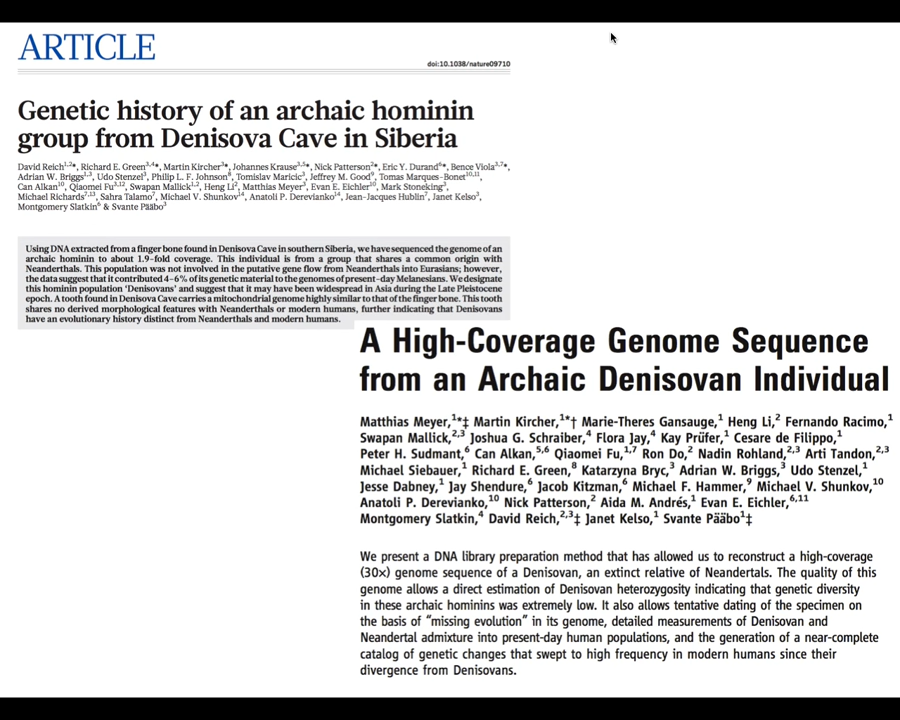 ARTICLE
doi:10.1038/nature09710
Genetic history of an archaic hominin
group from Denisova Cave in Siberia
David Reich1,2*, Richard E. Green3,4*, Martin Kircher3*, Johannes Krause3,5*, Nick Patterson2*, Eric Y. Durand6*, Bence Viola3,7*,
Adrian W. Briggs1,3, Udo Stenzel3, Philip L. F. Johnson8, Tomislav Maricic3, Jeffrey M. Good9, Tomas Marques-Bonet10,11,
Can Alkan10, Qiaomei Fu3,12, Swapan Mallick1,2, Heng Li2, Matthias Meyer3, Evan E. Eichler10, Mark Stoneking3,
Michael Richards7,13, Sahra Talamo7, Michael V. Shunkov14, Anatoli P. Derevianko14, Jean-Jacques Hublin7, Janet Kelso3,
Montgomery Slatkin6 & Svante Pääbo3
Using DNA extracted from a finger bone found in Denisova Cave in southern Siberia, we have sequenced the genome of an
archaic hominin to about 1.9-fold coverage. This individual is from a group that shares a common origin with
Neanderthals. This population was not involved in the putative gene flow from Neanderthals into Eurasians; however,
the data suggest that it contributed 4–6% of its genetic material to the genomes of present-day Melanesians. We designate
this hominin population 'Denisovans' and suggest that it may have been widespread in Asia during the Late Pleistocene
epoch. A tooth found in Denisova Cave carries a mitochondrial genome highly similar to that of the finger bone. This tooth
shares no derived morphological features with Neanderthals or modern humans, further indicating that Denisovans
have an evolutionary history distinct from Neanderthals and modern humans.
A High-Coverage Genome Sequence
from an Archaic Denisovan Individual
Matthias Meyer,1*‡ Martin Kircher,1*† Marie-Theres Gansauge,1 Heng Li,2 Fernando Racimo,1
Swapan Mallick,2,3 Joshua G. Schraiber,4 Flora Jay,4 Kay Prüfer,1 Cesare de Filippo,1
Peter H. Sudmant,6 Can Alkan,5,6 Qiaomei Fu,1,7 Ron Do,2 Nadin Rohland,2,3 Arti Tandon,2,3
Michael Siebauer,1 Richard E. Green,8 Katarzyna Bryc,3 Adrian W. Briggs,3 Udo Stenzel,1
Jesse Dabney,1 Jay Shendure,6 Jacob Kitzman,6 Michael F. Hammer,9 Michael V. Shunkov,10
Anatoli P. Derevianko,10 Nick Patterson,2 Aida M. Andrés,1 Evan E. Eichler,6,11
Montgomery Slatkin,4 David Reich,2,3‡ Janet Kelso,1 Svante Pääbo1‡
We present a DNA library preparation method that has allowed us to reconstruct a high-coverage
(30×) genome sequence of a Denisovan, an extinct relative of Neandertals. The quality of this
genome allows a direct estimation of Denisovan heterozygosity indicating that genetic diversity
in these archaic hominins was extremely low. It also allows tentative dating of the specimen on
the basis of "missing evolution" in its genome, detailed measurements of Denisovan and
Neandertal admixture into present-day human populations, and the generation of a near-complete
catalog of genetic changes that swept to high frequency in modern humans since their
divergence from Denisovans.